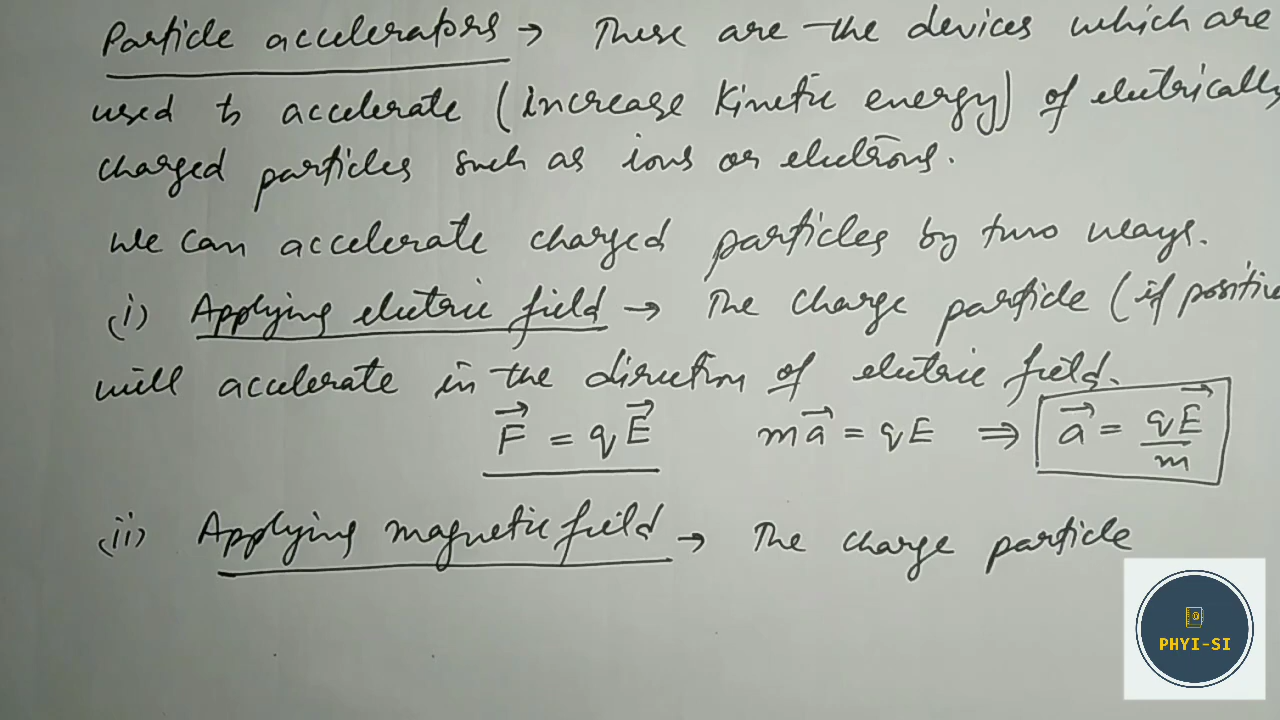 Particle accelerators → These are the devices which are
used to accelerate (increase Kinetic energy) of electrically
charged particles such as ions or electrons.
We can accelerate charged particles by two ways.
(i) Applying electric field → The charge particle (if positive
will accelerate in the direction of electric field.
F⃗ = qE⃗   ma⃗ = qE ⇒ a⃗ = qE⃗/m
(ii) Applying magnetic field → The charge particle
PHYI-SI